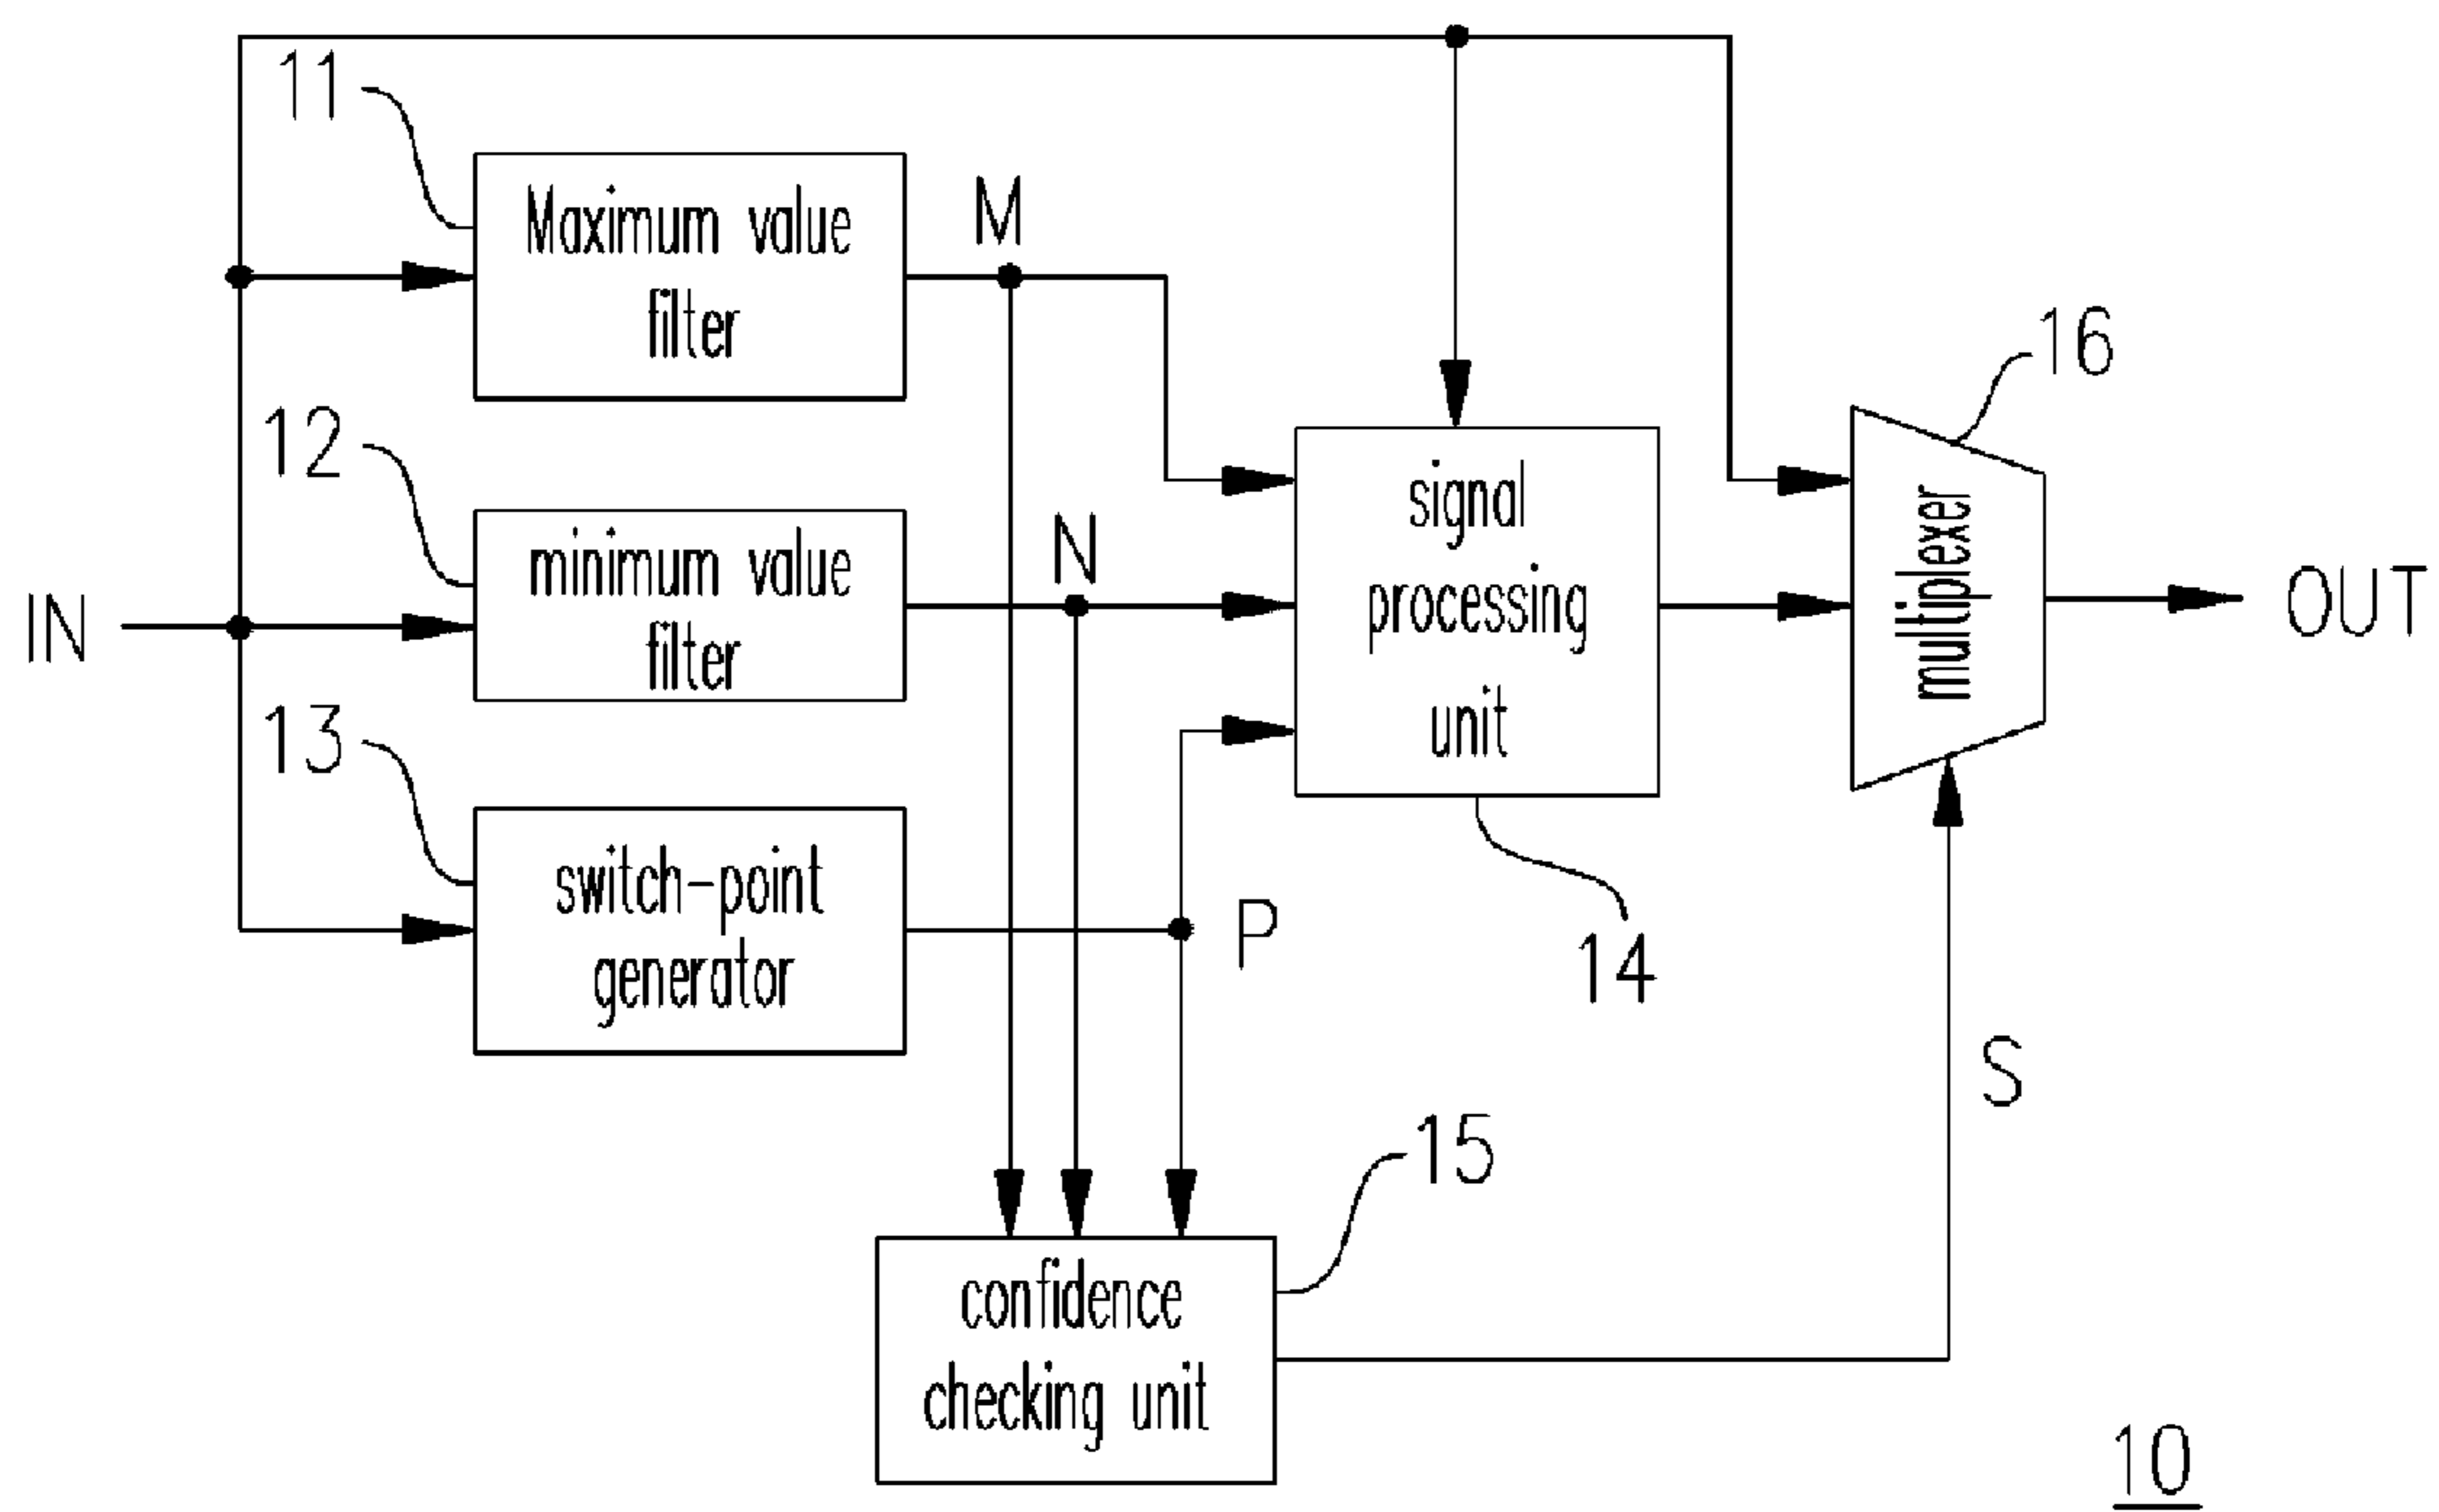 11
Maximum value
filter
M
16
12
minimum value
filter
N
signal
processing
unit
multiplexer
IN
OUT
13
switch-point
generator
P
14
S
15
confidence
checking unit
10